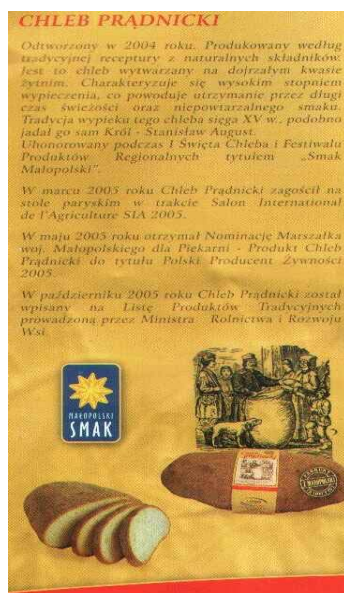 CHLEB PRĄDNICKI
Odtworzony w 2004 roku. Produkowany według
tradycyjnej receptury z naturalnych składników.
Jest to chleb wytwarzany na dojrzałym kwasie
żytnim. Charakteryzuje się wysokim stopniem
wypieczenia, co powoduje utrzymanie przez długi
czas świeżości oraz niepowtarzalnego smaku.
Tradycja wypieku tego chleba sięga XV w., podobno
jadał go sam Król - Stanisław August.
Uhonorowany podczas I Święta Chleba i Festiwalu
Produktów Regionalnych tytułem „Smak
Małopolski”.
W marcu 2005 roku Chleb Prądnicki zagościł na
stole paryskim w trakcie Salon International
de l'Agriculture SIA 2005.
W maju 2005 roku otrzymał Nominację Marszałka
woj. Małopolskiego dla Piekarni - Produkt Chleb
Prądnicki do tytułu Polski Producent Żywności
2005.
W październiku 2005 roku Chleb Prądnicki został
wpisany na Listę Produktów Tradycyjnych
prowadzoną przez Ministra Rolnictwa i Rozwoju
Wsi.
MAŁOPOLSKI
SMAK